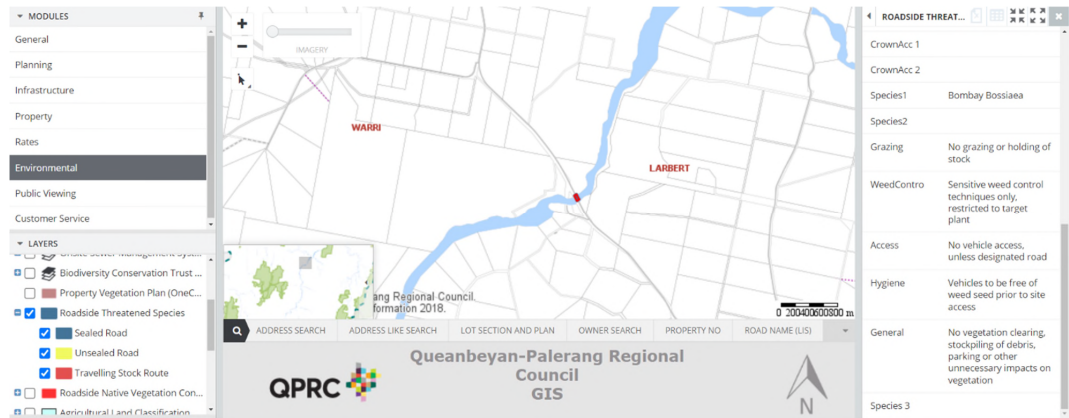 MODULES
General
Planning
Infrastructure
Property
Rates
Environmental
Public Viewing
Customer Service
LAYERS
Biodiversity Conservation Trust ...
Property Vegetation Plan (OneC...
Roadside Threatened Species
Sealed Road
Unsealed Road
Travelling Stock Route
Roadside Native Vegetation Con...
Agricultural Land Classification
+
−
IMAGERY
WARRI
LARBERT
ang Regional Council
formation 2018.
0 200400600800 m
ADDRESS SEARCH
ADDRESS LIKE SEARCH
LOT SECTION AND PLAN
OWNER SEARCH
PROPERTY NO
ROAD NAME (LIS)
QPRC
Queanbeyan-Palerang Regional
Council
GIS
N
ROADSIDE THREAT...
CrownAcc 1
CrownAcc 2
Species1 Bombay Bossiaea
Species2
Grazing No grazing or holding of
stock
WeedContro Sensitive weed control
techniques only,
restricted to target
plant
Access No vehicle access,
unless designated road
Hygiene Vehicles to be free of
weed seed prior to site
access
General No vegetation clearing,
stockpiling of debris,
parking or other
unnecessary impacts on
vegetation
Species 3